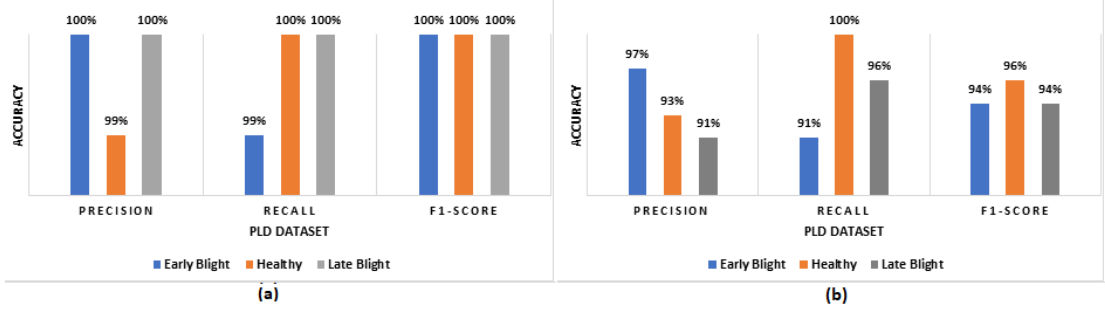 100% 100% 100% 100% 100% 100% 100%
99% 99%
ACCURACY
PRECISION RECALL F1-SCORE
PLD DATASET
Early Blight Healthy Late Blight
(a)
100%
97% 96% 96%
93% 94% 94%
91% 91%
ACCURACY
PRECISION RECALL F1-SCORE
PLD DATASET
Early Blight Healthy Late Blight
(b)